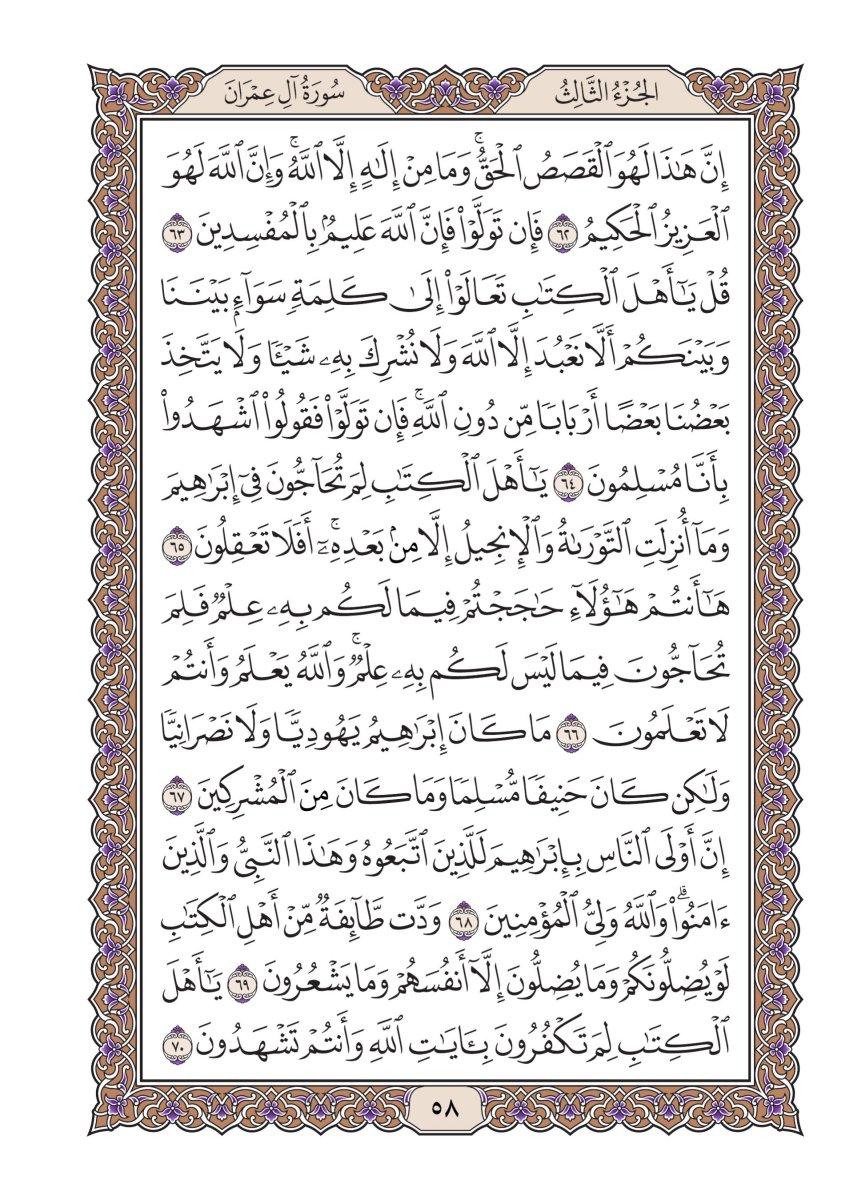 الجُزْءُ الثَّالِثُ
سُورَةُ آلِ عِمْرَانَ
إِنَّ هَٰذَا لَهُوَ ٱلْقَصَصُ ٱلْحَقُّۚ وَمَا مِنْ إِلَٰهٍ إِلَّا ٱللَّهُۚ وَإِنَّ ٱللَّهَ لَهُوَ
ٱلْعَزِيزُ ٱلْحَكِيمُ ٦٢ فَإِن تَوَلَّوْا۟ فَإِنَّ ٱللَّهَ عَلِيمٌۢ بِٱلْمُفْسِدِينَ ٦٣
قُلْ يَٰٓأَهْلَ ٱلْكِتَٰبِ تَعَالَوْا۟ إِلَىٰ كَلِمَةٍ سَوَآءٍۭ بَيْنَنَا
وَبَيْنَكُمْ أَلَّا نَعْبُدَ إِلَّا ٱللَّهَ وَلَا نُشْرِكَ بِهِۦ شَيْـًٔا وَلَا يَتَّخِذَ
بَعْضُنَا بَعْضًا أَرْبَابًا مِّن دُونِ ٱللَّهِۚ فَإِن تَوَلَّوْا۟ فَقُولُوا۟ ٱشْهَدُوا۟
بِأَنَّا مُسْلِمُونَ ٦٤ يَٰٓأَهْلَ ٱلْكِتَٰبِ لِمَ تُحَآجُّونَ فِىٓ إِبْرَٰهِيمَ
وَمَآ أُنزِلَتِ ٱلتَّوْرَىٰةُ وَٱلْإِنجِيلُ إِلَّا مِنۢ بَعْدِهِۦٓۚ أَفَلَا تَعْقِلُونَ ٦٥
هَٰٓأَنتُمْ هَٰٓؤُلَآءِ حَٰجَجْتُمْ فِيمَا لَكُم بِهِۦ عِلْمٌ فَلِمَ
تُحَآجُّونَ فِيمَا لَيْسَ لَكُم بِهِۦ عِلْمٌۚ وَٱللَّهُ يَعْلَمُ وَأَنتُمْ
لَا تَعْلَمُونَ ٦٦ مَا كَانَ إِبْرَٰهِيمُ يَهُودِيًّا وَلَا نَصْرَانِيًّا
وَلَٰكِن كَانَ حَنِيفًا مُّسْلِمًا وَمَا كَانَ مِنَ ٱلْمُشْرِكِينَ ٦٧
إِنَّ أَوْلَى ٱلنَّاسِ بِإِبْرَٰهِيمَ لَلَّذِينَ ٱتَّبَعُوهُ وَهَٰذَا ٱلنَّبِىُّ وَٱلَّذِينَ
ءَامَنُوا۟ۗ وَٱللَّهُ وَلِىُّ ٱلْمُؤْمِنِينَ ٦٨ وَدَّت طَّآئِفَةٌ مِّنْ أَهْلِ ٱلْكِتَٰبِ
لَوْ يُضِلُّونَكُمْ وَمَا يُضِلُّونَ إِلَّآ أَنفُسَهُمْ وَمَا يَشْعُرُونَ ٦٩ يَٰٓأَهْلَ
ٱلْكِتَٰبِ لِمَ تَكْفُرُونَ بِـَٔايَٰتِ ٱللَّهِ وَأَنتُمْ تَشْهَدُونَ ٧٠
٥٨